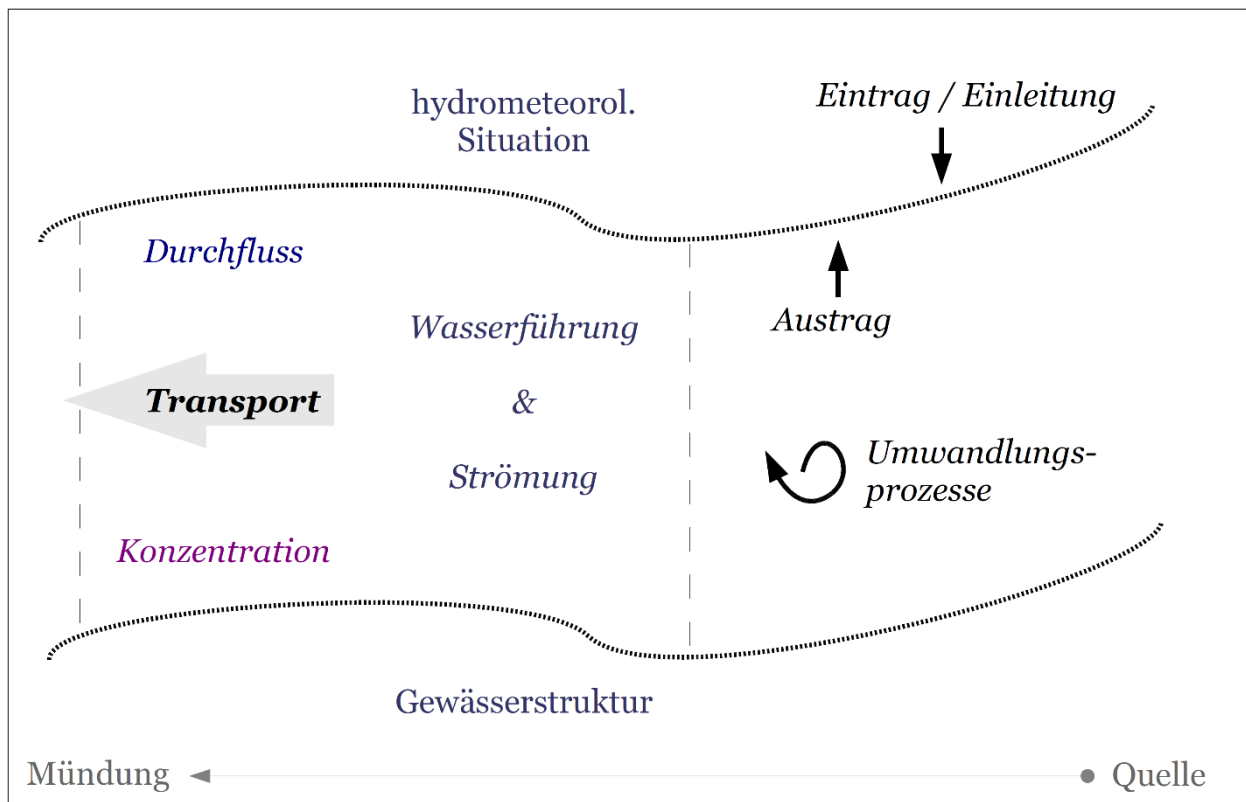 hydrometeorol.
Situation
Eintrag / Einleitung
Durchfluss
Austrag
Wasserführung
&
Strömung
Transport
Umwandlungs-
prozesse
Konzentration
Gewässerstruktur
Mündung
Quelle